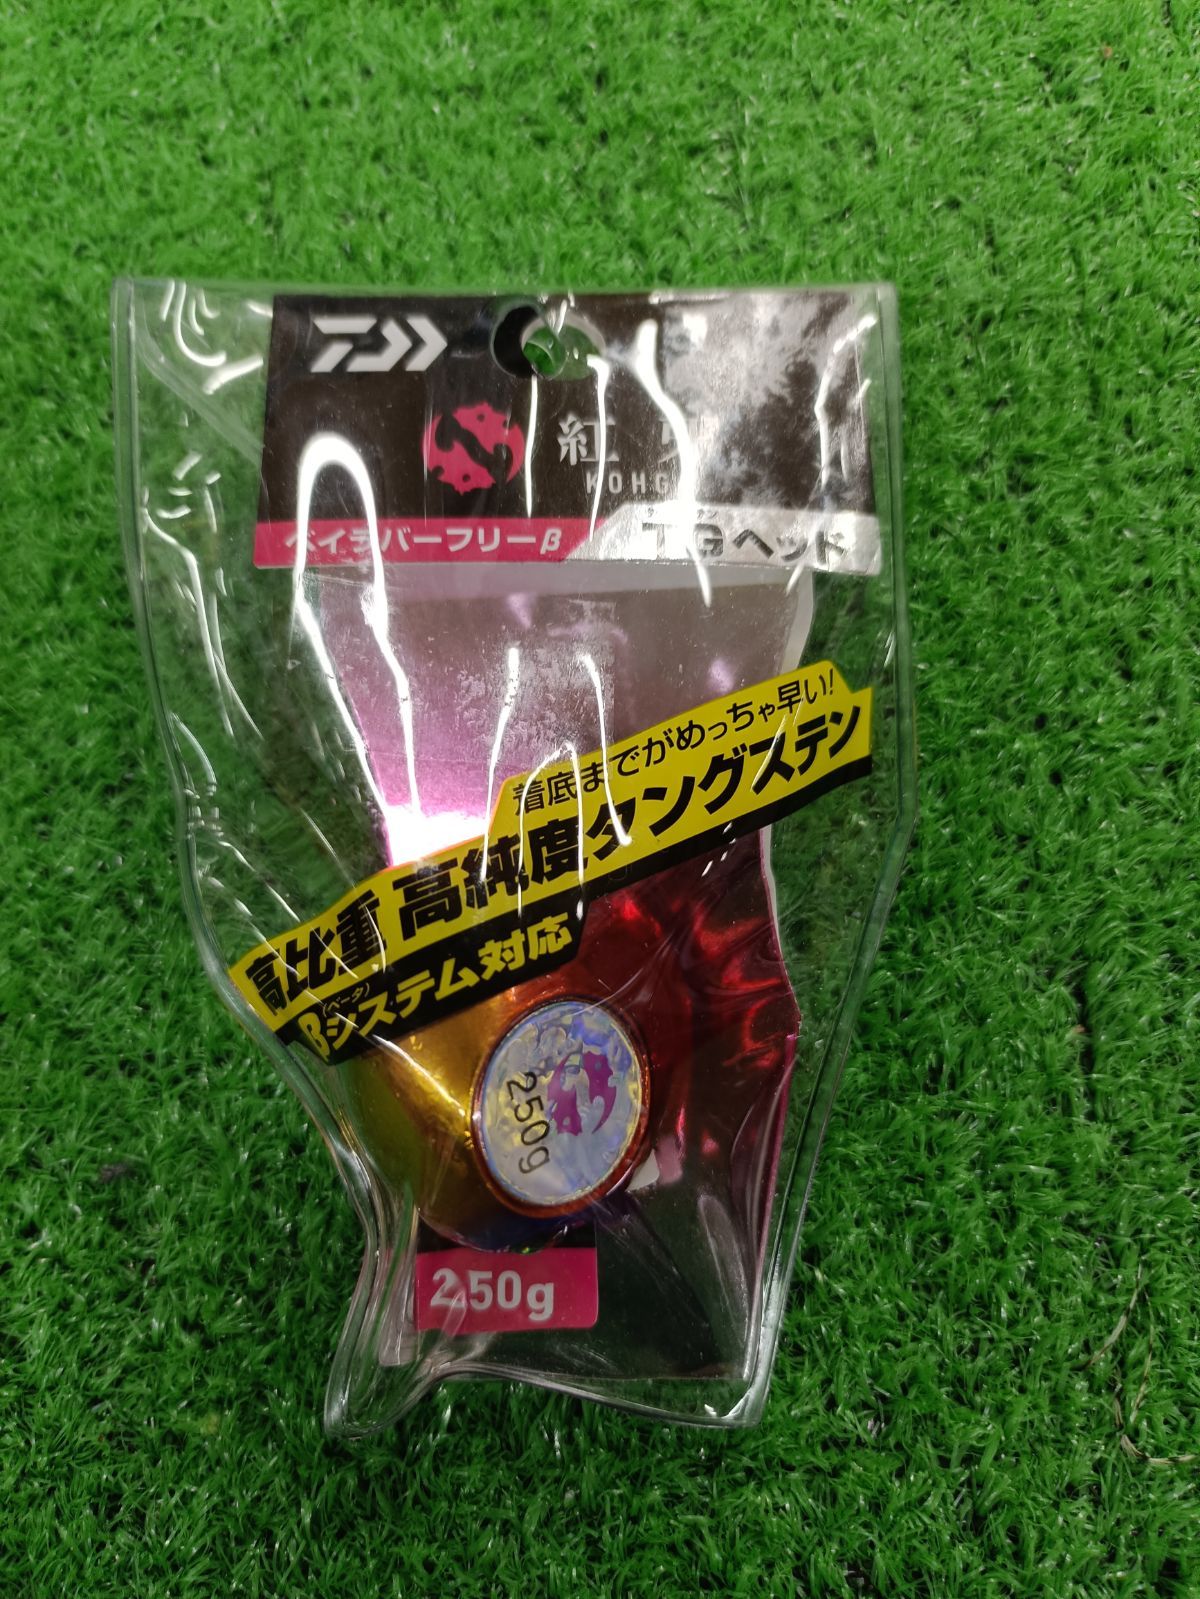 紅
KOHG
ベイラバーフリーβ
TGヘッド
着底までがめっちゃ早い!
高比重 高純度タングステン
β(ベータ)システム対応
250g
250g